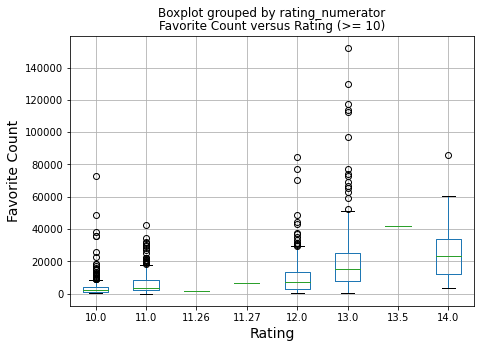 Boxplot grouped by rating_numerator
Favorite Count versus Rating (>= 10)
Favorite Count
140000
120000
100000
80000
60000
40000
20000
0
10.0 11.0 11.26 11.27 12.0 13.0 13.5 14.0
Rating